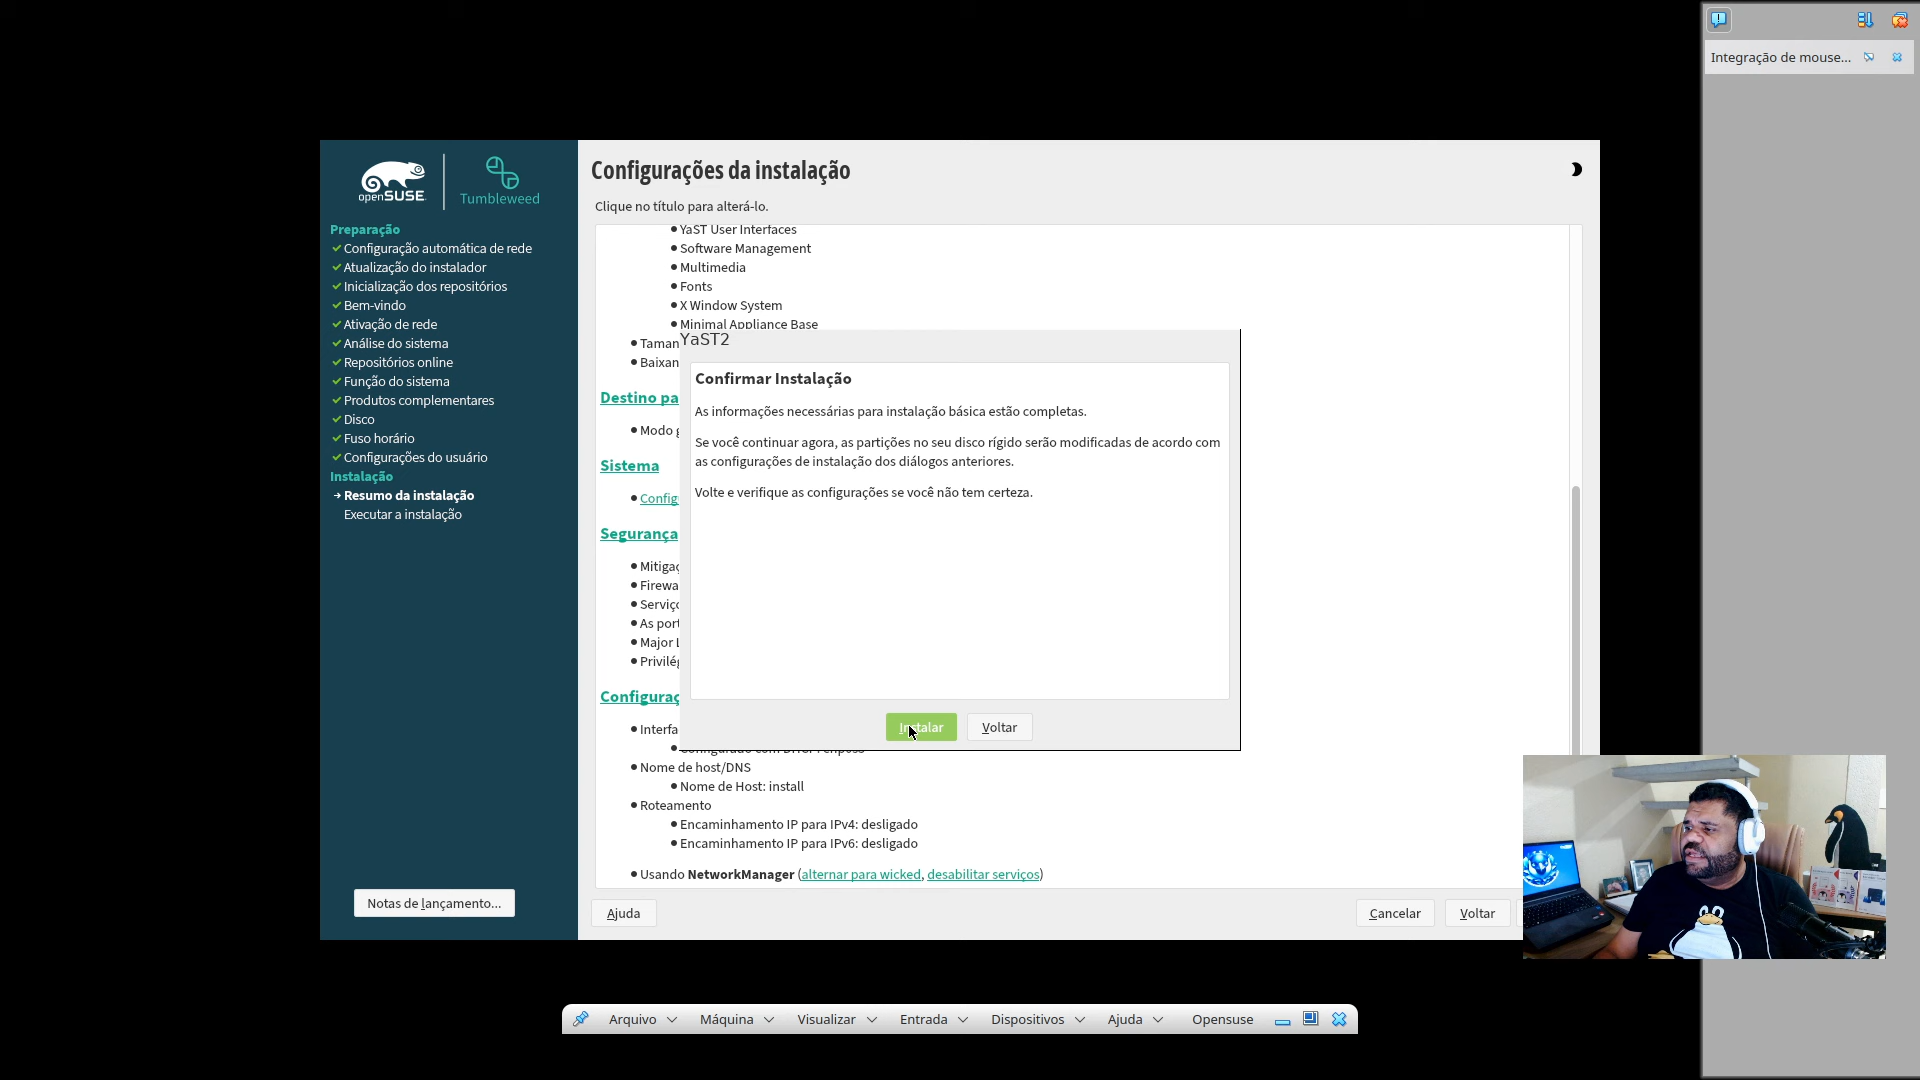 Integração de mouse...
openSUSE
Tumbleweed
Preparação
Configuração automática de rede
Atualização do instalador
Inicialização dos repositórios
Bem-vindo
Ativação de rede
Análise do sistema
Repositórios online
Função do sistema
Produtos complementares
Disco
Fuso horário
Configurações do usuário
Instalação
Resumo da instalação
Executar a instalação
Notas de lançamento...
Configurações da instalação
Clique no título para alterá-lo.
YaST User Interfaces
Software Management
Multimedia
Fonts
X Window System
Minimal Appliance Base
Taman
Baixan
Destino pa
Modo g
Sistema
Config
Segurança
Mitigaç
Firewa
Serviço
As port
Major L
Privilég
Configuraç
Interfa
YaST2
Confirmar Instalação
As informações necessárias para instalação básica estão completas.
Se você continuar agora, as partições no seu disco rígido serão modificadas de acordo com
as configurações de instalação dos diálogos anteriores.
Volte e verifique as configurações se você não tem certeza.
Instalar
Voltar
Nome de host/DNS
Nome de Host: install
Roteamento
Encaminhamento IP para IPv4: desligado
Encaminhamento IP para IPv6: desligado
Usando NetworkManager (alternar para wicked, desabilitar serviços)
Ajuda
Cancelar
Voltar
Arquivo
Máquina
Visualizar
Entrada
Dispositivos
Ajuda
Opensuse